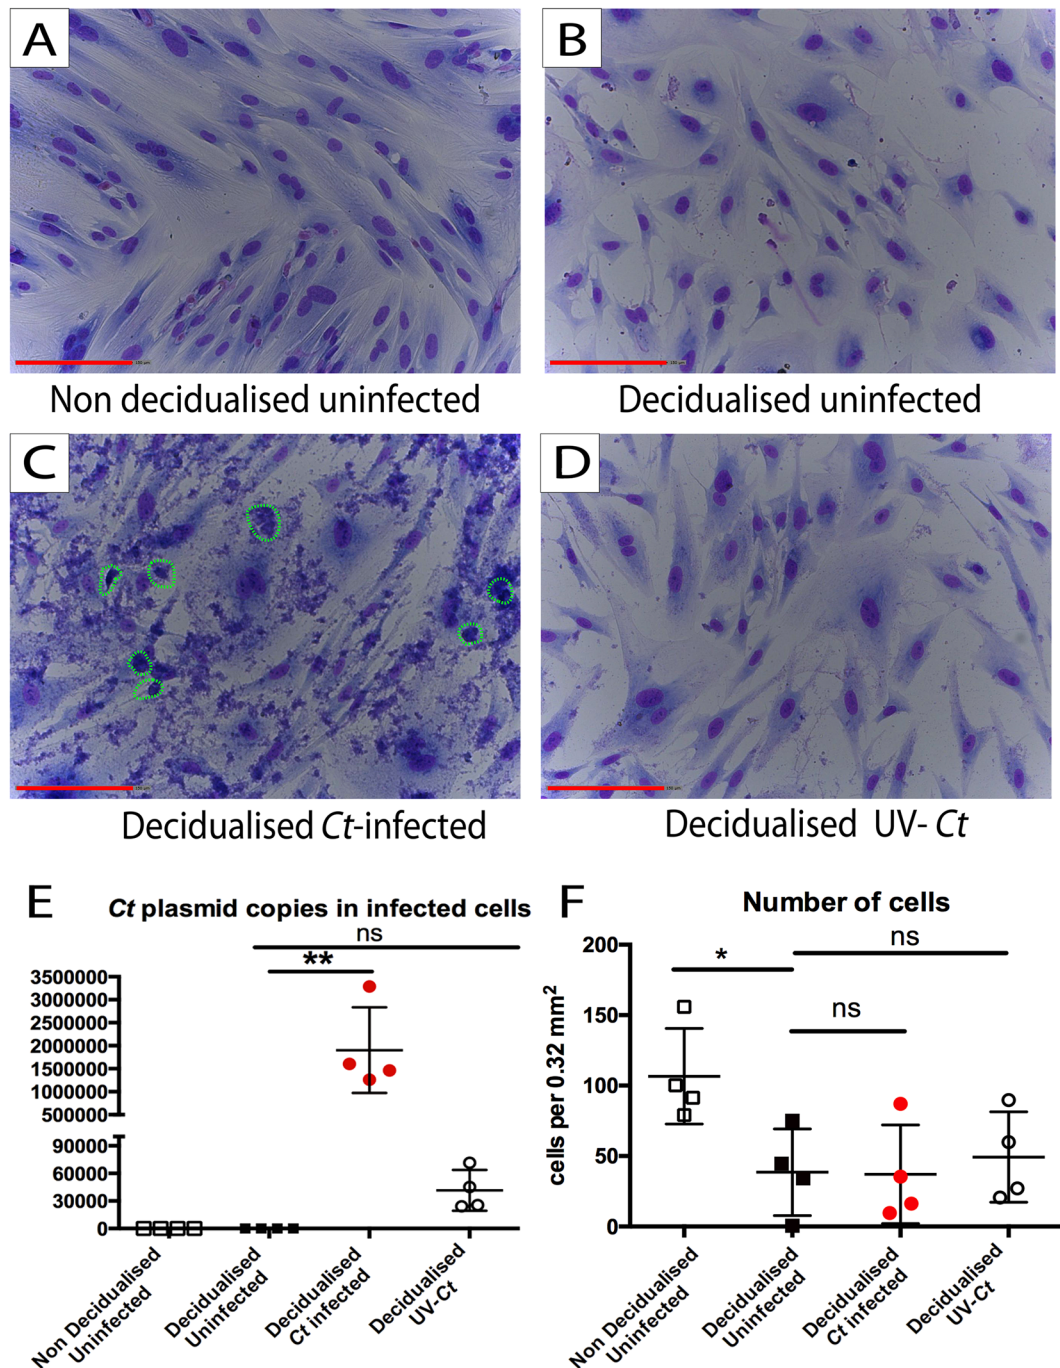 A
B
Non decidualised uninfected
Decidualised uninfected
C
D
Decidualised Ct-infected
Decidualised UV- Ct
E
Ct plasmid copies in infected cells
ns
**
3500000
3000000
2500000
2000000
1500000
1000000
500000
90000
60000
30000
0
Non Decidualised
Uninfected
Decidualised
Uninfected
Decidualised
Ct infected
Decidualised
UV-Ct
F
Number of cells
cells per 0.32 mm²
200
150
100
50
0
*
ns
ns
Non Decidualised
Uninfected
Decidualised
Uninfected
Decidualised
Ct infected
Decidualised
UV-Ct